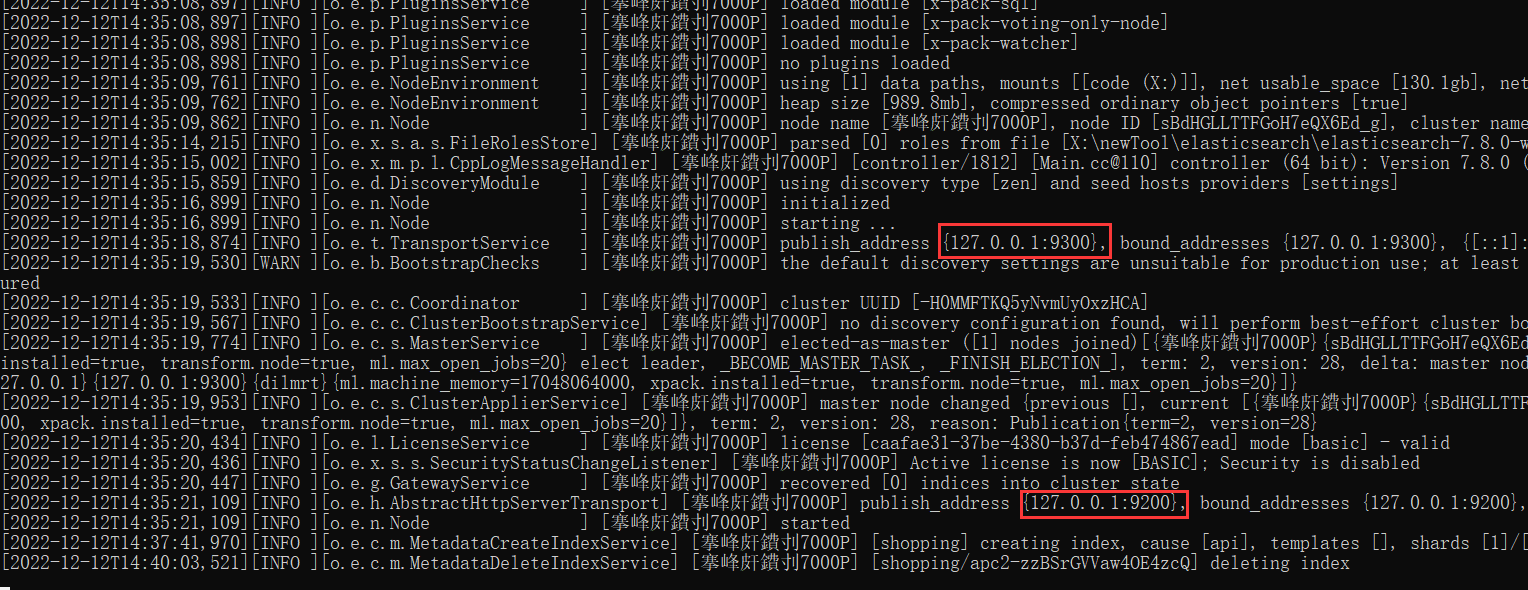 [2022-12-12T14:35:08,897][INFO ][o.e.p.PluginsService     ] [搴峰皯鐨刌7000P] loaded module [x-pack-sql]
[2022-12-12T14:35:08,897][INFO ][o.e.p.PluginsService     ] [搴峰皯鐨刌7000P] loaded module [x-pack-voting-only-node]
[2022-12-12T14:35:08,898][INFO ][o.e.p.PluginsService     ] [搴峰皯鐨刌7000P] loaded module [x-pack-watcher]
[2022-12-12T14:35:08,898][INFO ][o.e.p.PluginsService     ] [搴峰皯鐨刌7000P] no plugins loaded
[2022-12-12T14:35:09,761][INFO ][o.e.e.NodeEnvironment    ] [搴峰皯鐨刌7000P] using [1] data paths, mounts [[code (X:)]], net usable_space [130.1gb], net
[2022-12-12T14:35:09,762][INFO ][o.e.e.NodeEnvironment    ] [搴峰皯鐨刌7000P] heap size [989.8mb], compressed ordinary object pointers [true]
[2022-12-12T14:35:09,862][INFO ][o.e.n.Node               ] [搴峰皯鐨刌7000P] node name [搴峰皯鐨刌7000P], node ID [sBdHGLLTTFGoH7eQX6Ed_g], cluster name
[2022-12-12T14:35:14,215][INFO ][o.e.x.s.a.s.FileRolesStore] [搴峰皯鐨刌7000P] parsed [0] roles from file [X:\newTool\elasticsearch\elasticsearch-7.8.0-w
[2022-12-12T14:35:15,002][INFO ][o.e.x.m.p.l.CppLogMessageHandler] [搴峰皯鐨刌7000P] [controller/1812] [Main.cc@110] controller (64 bit): Version 7.8.0 (
[2022-12-12T14:35:15,859][INFO ][o.e.d.DiscoveryModule    ] [搴峰皯鐨刌7000P] using discovery type [zen] and seed hosts providers [settings]
[2022-12-12T14:35:16,899][INFO ][o.e.n.Node               ] [搴峰皯鐨刌7000P] initialized
[2022-12-12T14:35:16,899][INFO ][o.e.n.Node               ] [搴峰皯鐨刌7000P] starting ...
[2022-12-12T14:35:18,874][INFO ][o.e.t.TransportService   ] [搴峰皯鐨刌7000P] publish_address {127.0.0.1:9300}, bound_addresses {127.0.0.1:9300}, {[::1]:
[2022-12-12T14:35:19,530][WARN ][o.e.b.BootstrapChecks    ] [搴峰皯鐨刌7000P] the default discovery settings are unsuitable for production use; at least
ured
[2022-12-12T14:35:19,533][INFO ][o.e.c.c.Coordinator      ] [搴峰皯鐨刌7000P] cluster UUID [-H0MMFTKQ5yNvmUyOxzHCA]
[2022-12-12T14:35:19,567][INFO ][o.e.c.c.ClusterBootstrapService] [搴峰皯鐨刌7000P] no discovery configuration found, will perform best-effort cluster bo
[2022-12-12T14:35:19,774][INFO ][o.e.c.s.MasterService    ] [搴峰皯鐨刌7000P] elected-as-master ([1] nodes joined)[{搴峰皯鐨刌7000P}{sBdHGLLTTFGoH7eQX6Ed
installed=true, transform.node=true, ml.max_open_jobs=20} elect leader, _BECOME_MASTER_TASK_, _FINISH_ELECTION_], term: 2, version: 28, delta: master nod
27.0.0.1}{127.0.0.1:9300}{dilmrt}{ml.machine_memory=17048064000, xpack.installed=true, transform.node=true, ml.max_open_jobs=20}]}
[2022-12-12T14:35:19,953][INFO ][o.e.c.s.ClusterApplierService] [搴峰皯鐨刌7000P] master node changed {previous [], current [{搴峰皯鐨刌7000P}{sBdHGLLTTF
00, xpack.installed=true, transform.node=true, ml.max_open_jobs=20}]}, term: 2, version: 28, reason: Publication{term=2, version=28}
[2022-12-12T14:35:20,434][INFO ][o.e.l.LicenseService     ] [搴峰皯鐨刌7000P] license [caafae31-37be-4380-b37d-feb474867ead] mode [basic] - valid
[2022-12-12T14:35:20,436][INFO ][o.e.x.s.s.SecurityStatusChangeListener] [搴峰皯鐨刌7000P] Active license is now [BASIC]; Security is disabled
[2022-12-12T14:35:20,447][INFO ][o.e.g.GatewayService     ] [搴峰皯鐨刌7000P] recovered [0] indices into cluster_state
[2022-12-12T14:35:21,109][INFO ][o.e.h.AbstractHttpServerTransport] [搴峰皯鐨刌7000P] publish_address {127.0.0.1:9200}, bound_addresses {127.0.0.1:9200},
[2022-12-12T14:35:21,109][INFO ][o.e.n.Node               ] [搴峰皯鐨刌7000P] started
[2022-12-12T14:37:41,970][INFO ][o.e.c.m.MetadataCreateIndexService] [搴峰皯鐨刌7000P] [shopping] creating index, cause [api], templates [], shards [1]/[
[2022-12-12T14:40:03,521][INFO ][o.e.c.m.MetadataDeleteIndexService] [搴峰皯鐨刌7000P] [shopping/apc2-zzBSrGVVaw4OE4zcQ] deleting index